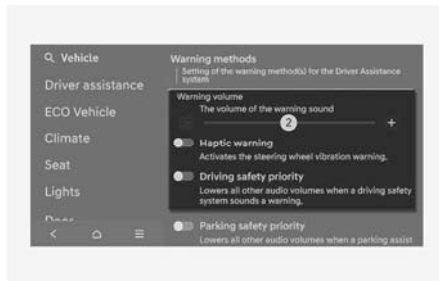 Vehicle
Driver assistance
ECO Vehicle
Climate
Seat
Lights
Door
Warning methods
Setting of the warning method(s) for the Driver Assistance
system
Warning volume
The volume of the warning sound
2
+
Haptic warning
Activates the steering wheel vibration warning.
Driving safety priority
Lowers all other audio volumes when a driving safety
system sounds a warning.
Parking safety priority
Lowers all other audio volumes when a parking assist